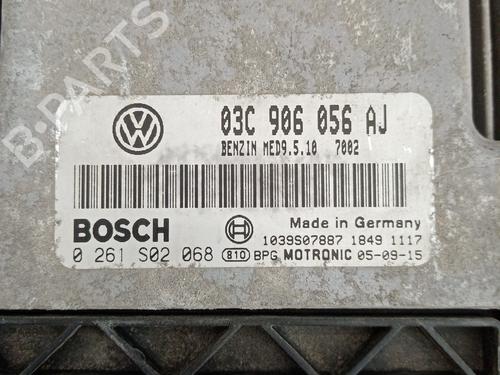 B-PARTS
03C 906 056 AJ
BENZIN MED9.5.10 7002
BOSCH
Made in Germany
1039S07887 1849 1117
0 261 S02 068 810 BPG MOTRONIC 05-09-15